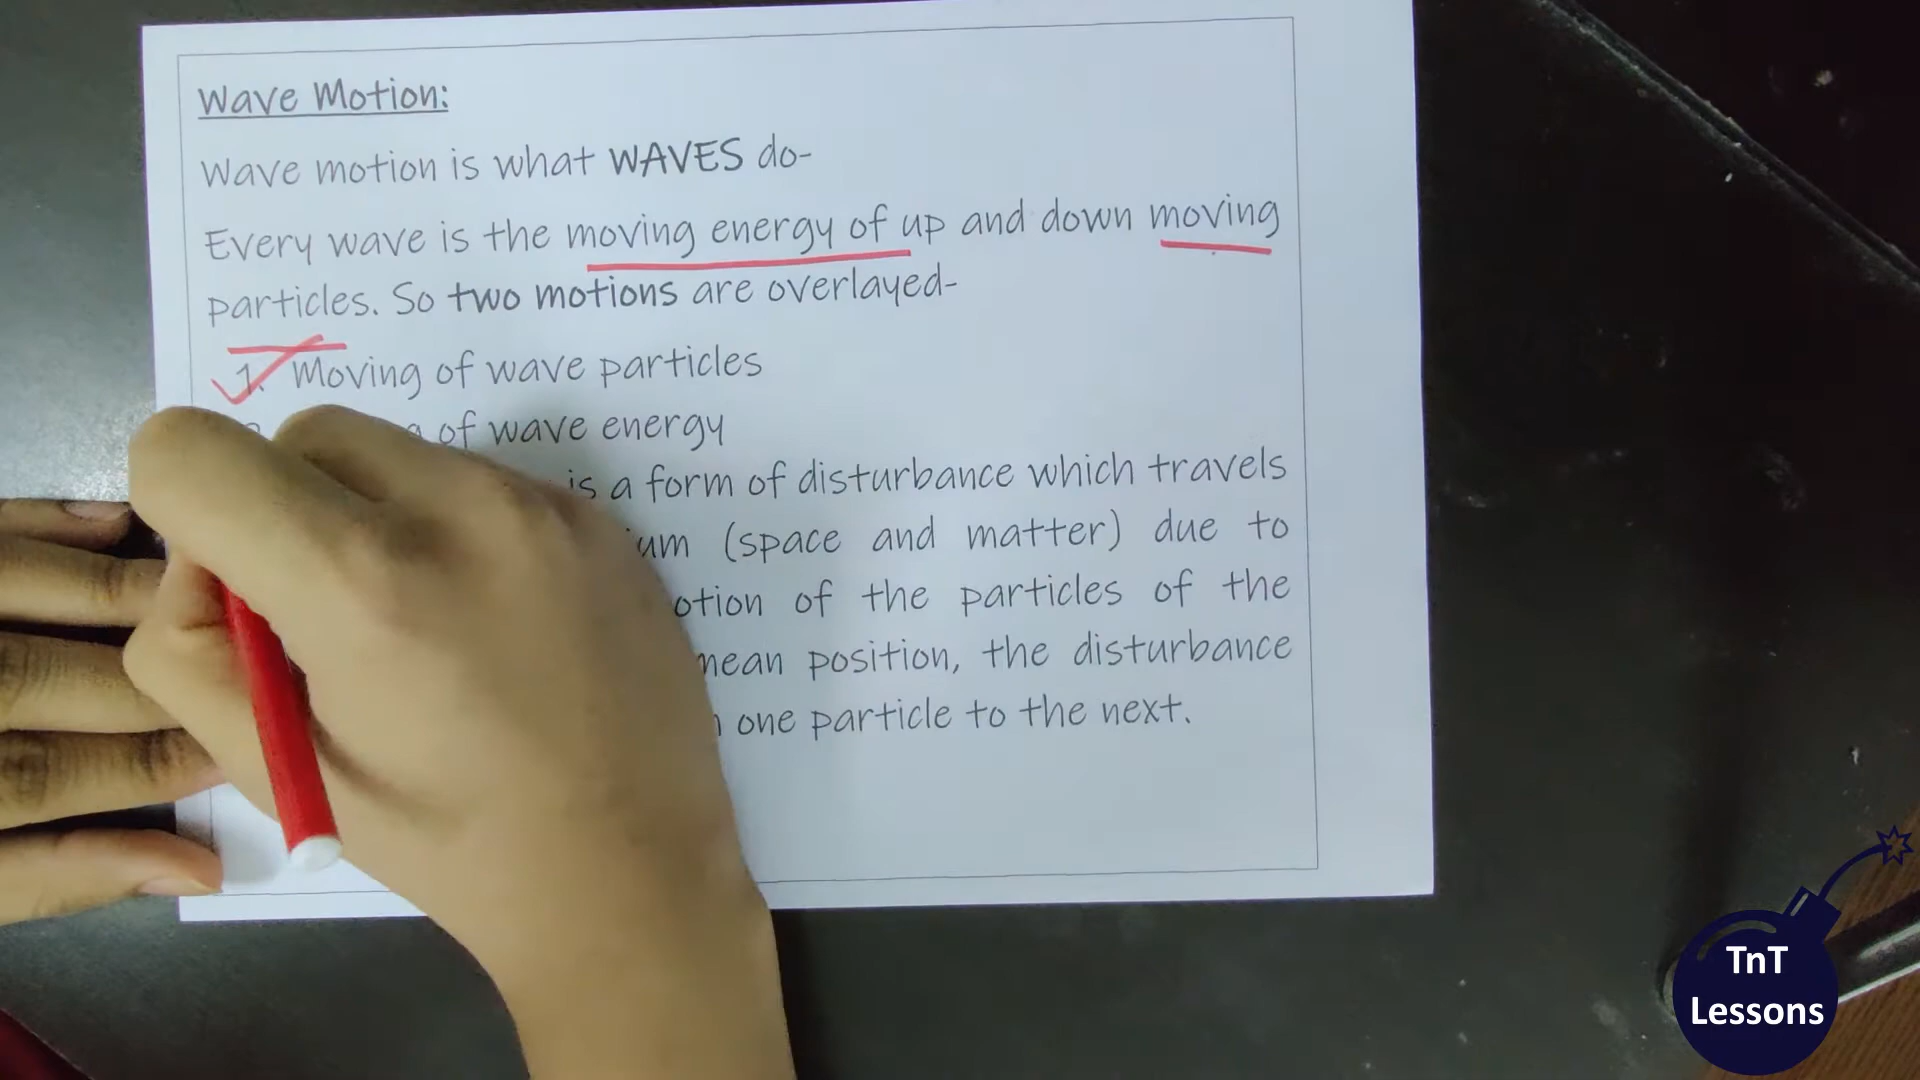 Wave Motion:
Wave motion is what WAVES do-
Every wave is the moving energy of up and down moving
particles. So two motions are overlayed-
1. Moving of wave particles
of wave energy
is a form of disturbance which travels
(space and matter) due to
of the particles of the
mean position, the disturbance
one particle to the next.
TnT
Lessons